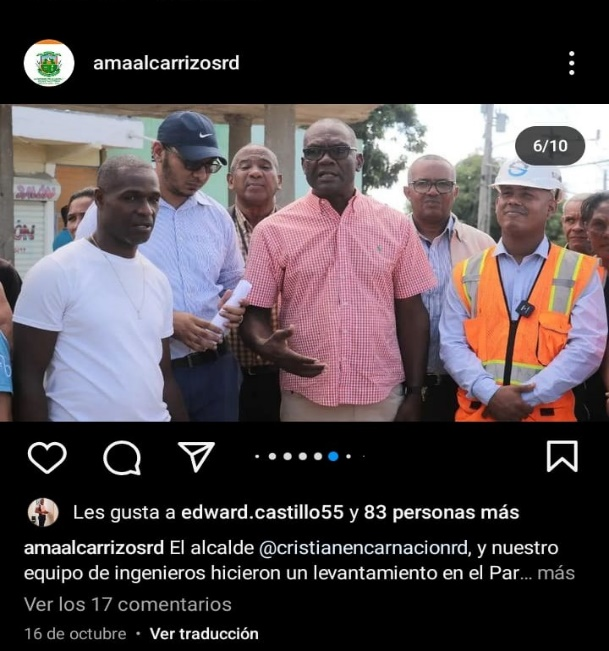 amaalcarrizosrd
6/10
Les gusta a edward.castillo55 y 83 personas más
amaalcarrizosrd El alcalde @cristianencarnacionrd, y nuestro
equipo de ingenieros hicieron un levantamiento en el Par... más
Ver los 17 comentarios
16 de octubre • Ver traducción